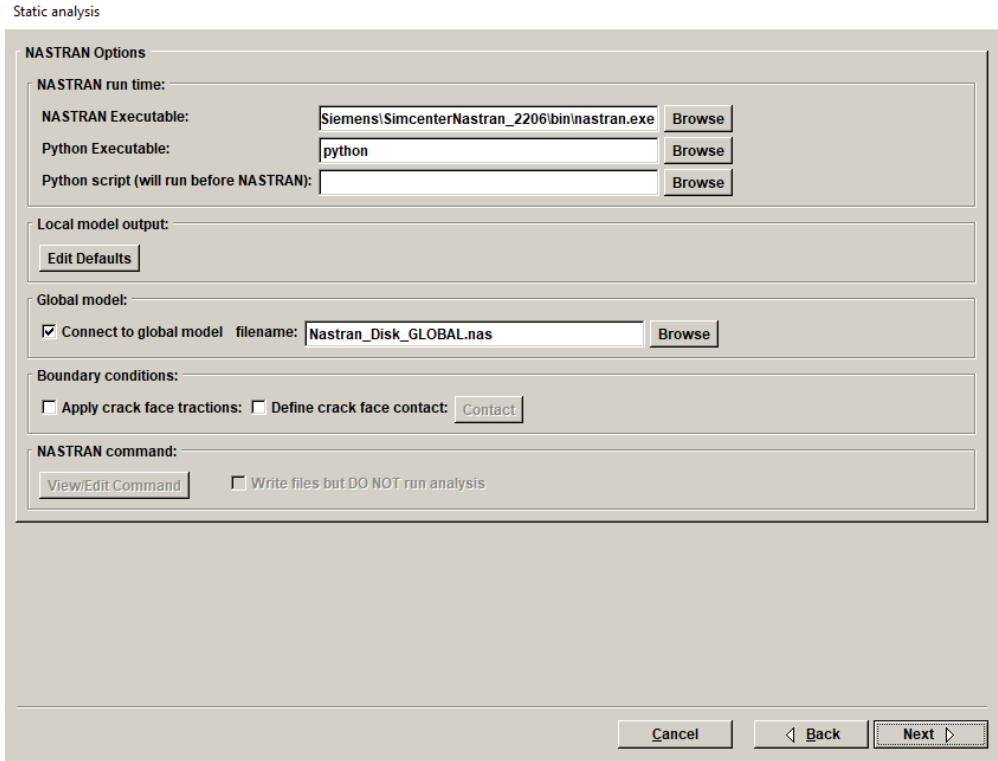 Static analysis
NASTRAN Options
NASTRAN run time:
NASTRAN Executable: Siemens\SimcenterNastran_2206\bin\nastran.exe Browse
Python Executable: python Browse
Python script (will run before NASTRAN): Browse
Local model output:
Edit Defaults
Global model:
Connect to global model filename: Nastran_Disk_GLOBAL.nas Browse
Boundary conditions:
Apply crack face tractions: Define crack face contact: Contact
NASTRAN command:
View/Edit Command Write files but DO NOT run analysis
Cancel Back Next